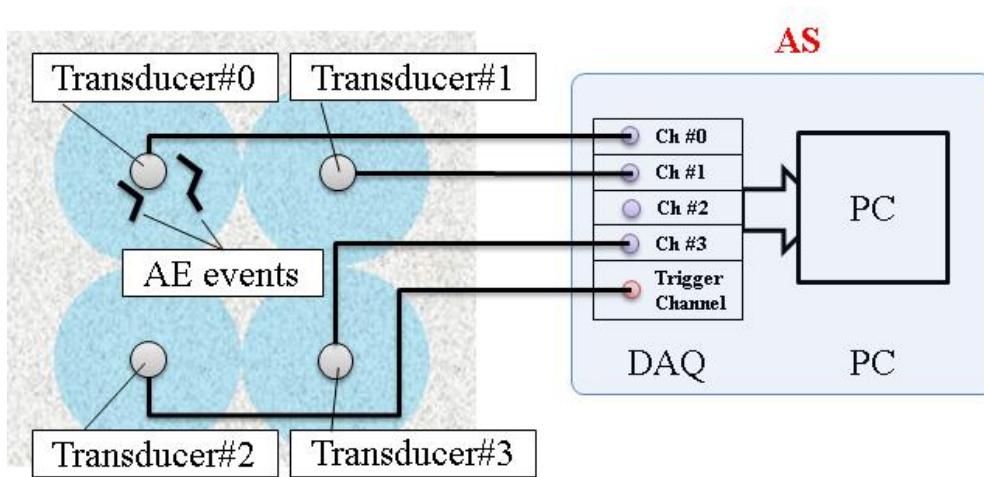 AS
Transducer#0
Transducer#1
Ch #0
Ch #1
Ch #2
Ch #3
Trigger
Channel
PC
AE events
DAQ
PC
Transducer#2
Transducer#3